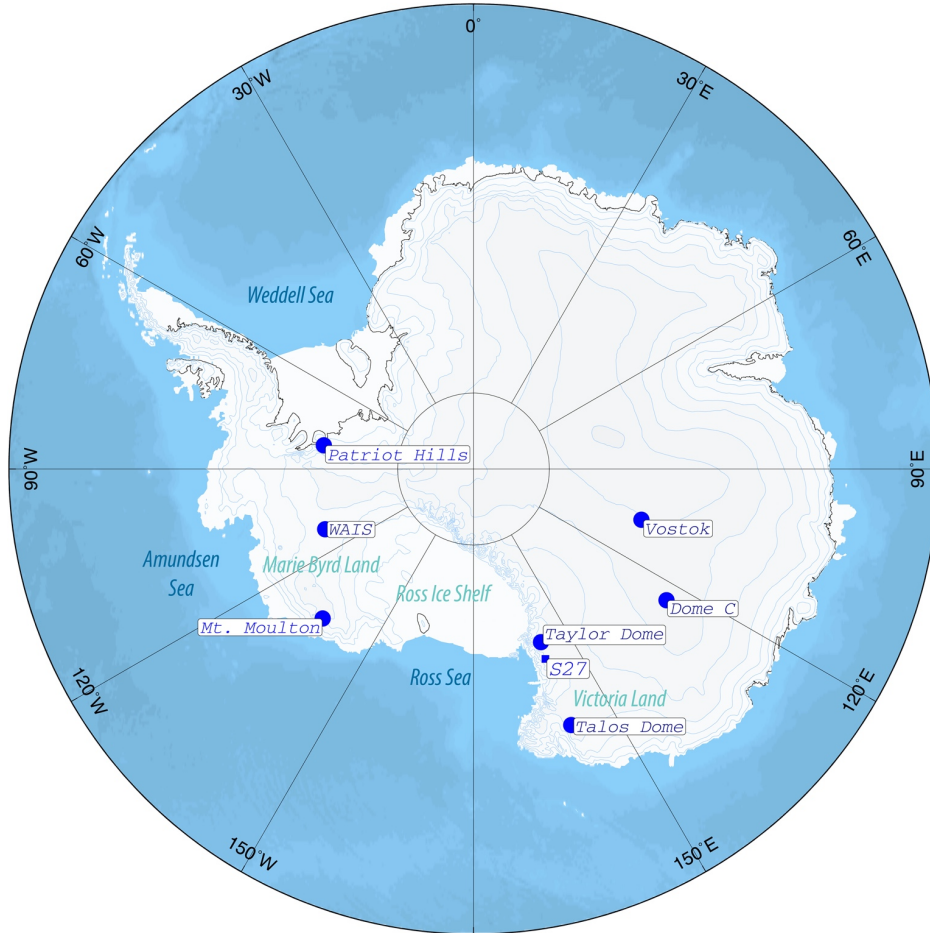 0°
30°W
30°E
60°W
60°E
Weddell Sea
Patriot Hills
90°W
90°E
WAIS
Vostok
Amundsen
Sea
Marie Byrd Land
Ross Ice Shelf
Dome C
Mt. Moulton
Taylor Dome
S27
Ross Sea
Victoria Land
Talos Dome
120°W
120°E
150°W
150°E